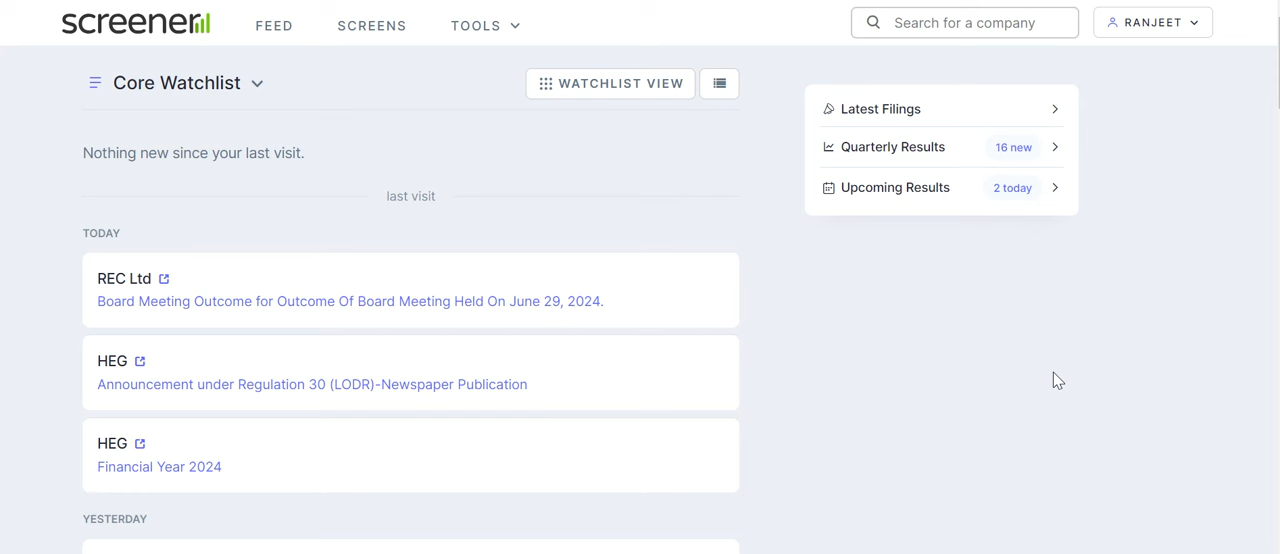 screener
FEED
SCREENS
TOOLS
Search for a company
RANJEET
Core Watchlist
WATCHLIST VIEW
Nothing new since your last visit.
last visit
TODAY
REC Ltd
Board Meeting Outcome for Outcome Of Board Meeting Held On June 29, 2024.
HEG
Announcement under Regulation 30 (LODR)-Newspaper Publication
HEG
Financial Year 2024
YESTERDAY
Latest Filings
Quarterly Results 16 new
Upcoming Results 2 today